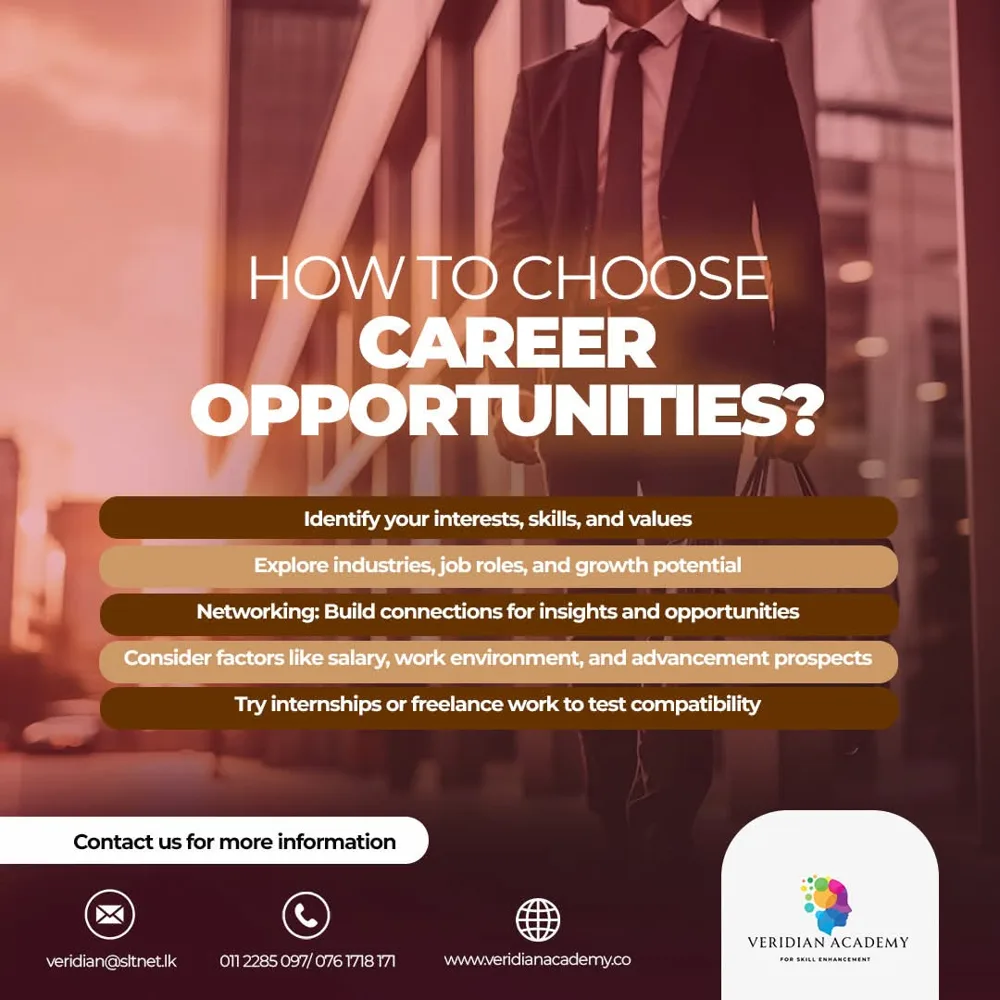 HOW TO CHOOSE
CAREER
OPPORTUNITIES?
Identify your interests, skills, and values
Explore industries, job roles, and growth potential
Networking: Build connections for insights and opportunities
Consider factors like salary, work environment, and advancement prospects
Try internships or freelance work to test compatibility
Contact us for more information
veridian@sltnet.lk
011 2285 097/ 076 1718 171
www.veridianacademy.co
VERIDIAN ACADEMY
FOR SKILL ENHANCEMENT